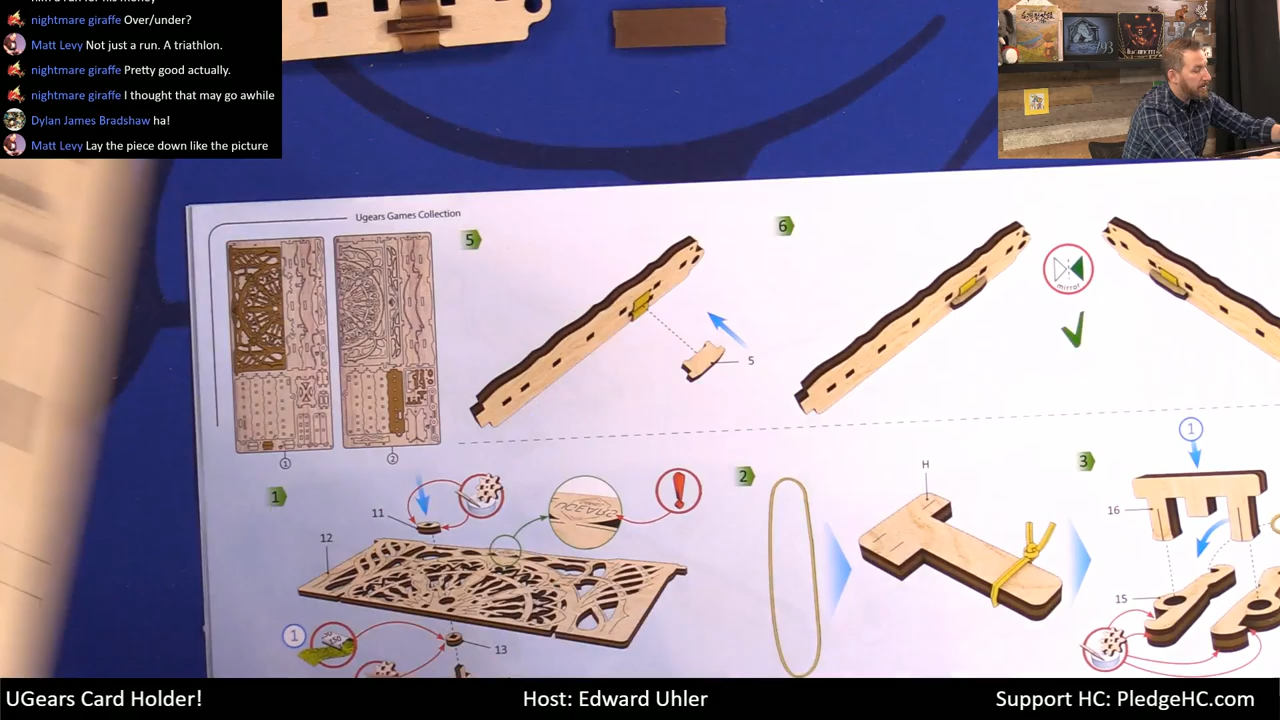 nightmare giraffe Over/under?
Matt Levy Not just a run. A triathlon.
nightmare giraffe Pretty good actually.
nightmare giraffe I thought that may go awhile
Dylan James Bradshaw ha!
Matt Levy Lay the piece down like the picture
Ugears Games Collection
5
6
mirror
5
1
2
1
11
12
1
13
2
H
3
1
16
15
UGears Card Holder!
Host: Edward Uhler
Support HC: PledgeHC.com